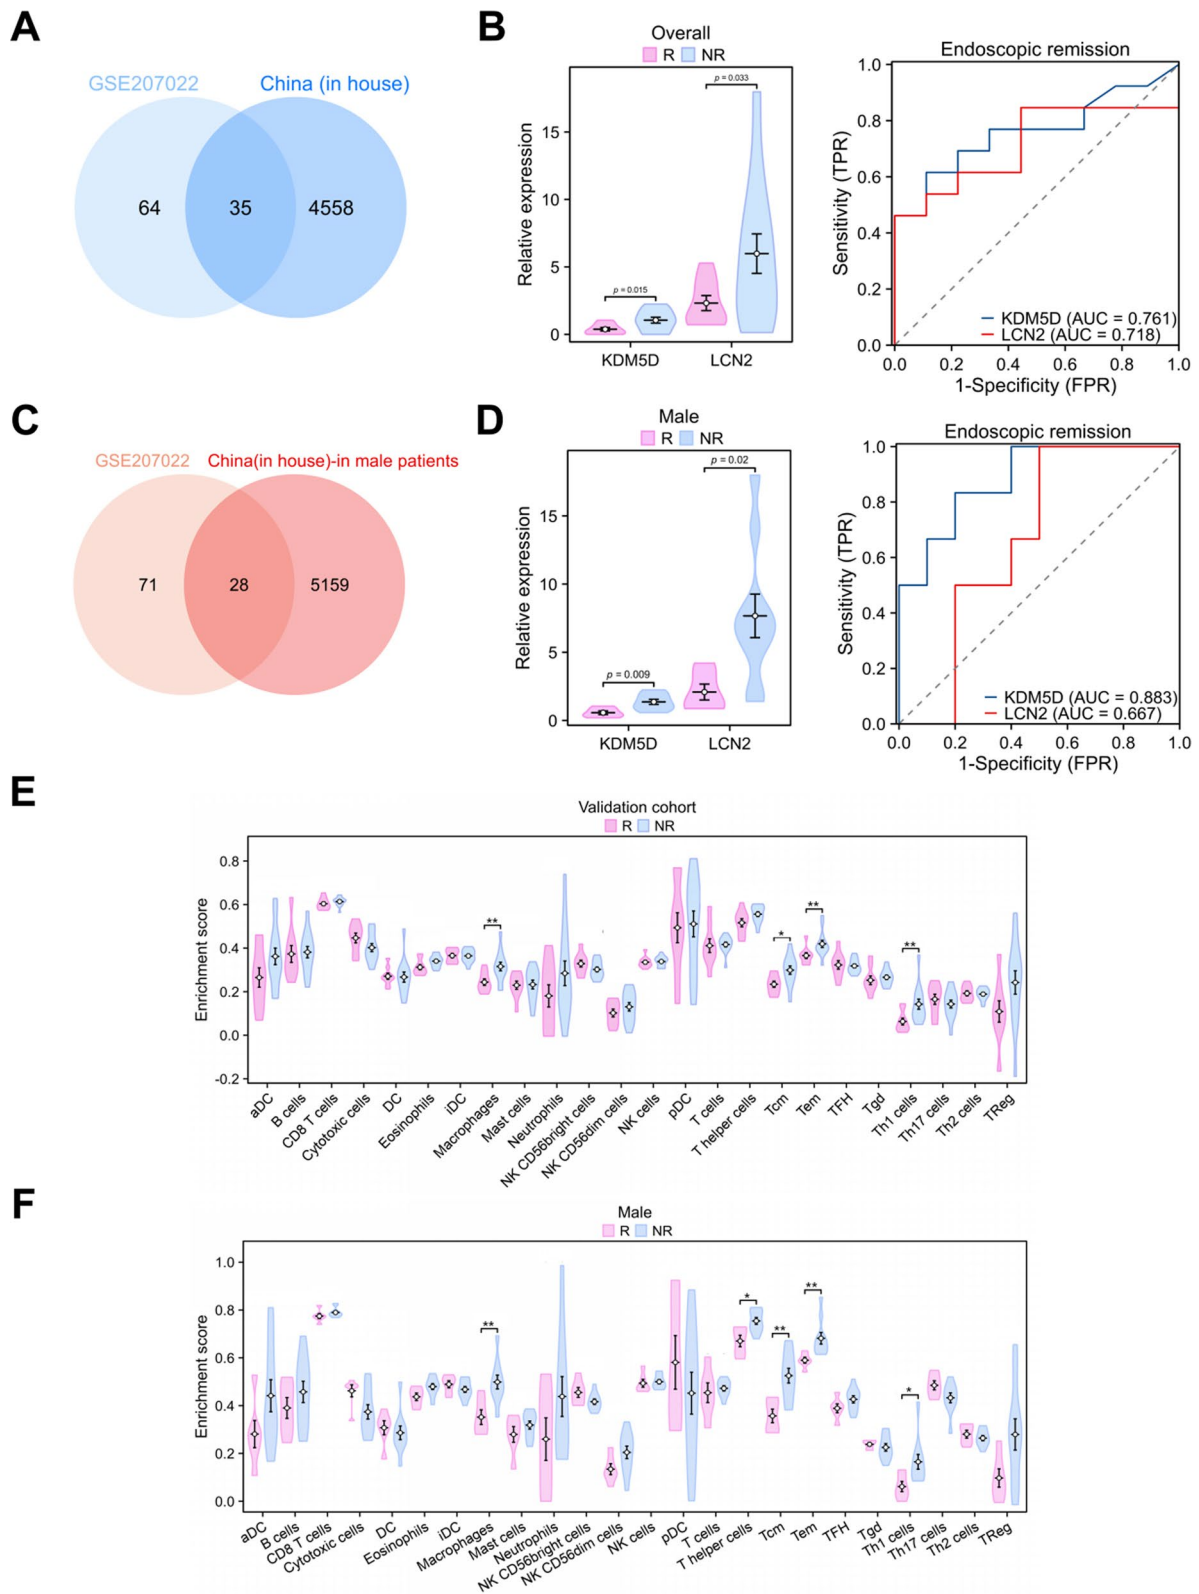 A
GSE207022
China (in house)
64
35
4558
B
Overall
R
NR
Relative expression
15
10
5
0
p = 0.015
p = 0.033
KDM5D
LCN2
Endoscopic remission
Sensitivity (TPR)
1.0
0.8
0.6
0.4
0.2
0.0
KDM5D (AUC = 0.761)
LCN2 (AUC = 0.718)
0.0
0.2
0.4
0.6
0.8
1.0
1-Specificity (FPR)
C
GSE207022
China(in house)-in male patients
71
28
5159
D
Male
R
NR
Relative expression
15
10
5
0
p = 0.009
p = 0.02
KDM5D
LCN2
Endoscopic remission
Sensitivity (TPR)
1.0
0.8
0.6
0.4
0.2
0.0
KDM5D (AUC = 0.883)
LCN2 (AUC = 0.667)
0.0
0.2
0.4
0.6
0.8
1.0
1-Specificity (FPR)
E
Validation cohort
R
NR
Enrichment score
0.8
0.6
0.4
0.2
0.0
-0.2
**
*
**
**
aDC
B cells
CD8 T cells
Cytotoxic cells
DC
Eosinophils
iDC
Macrophages
Mast cells
Neutrophils
NK CD56bright cells
NK CD56dim cells
NK cells
pDC
T cells
T helper cells
Tcm
Tem
TFH
Tgd
Th1 cells
Th17 cells
Th2 cells
TReg
F
Male
R
NR
Enrichment score
1.0
0.8
0.6
0.4
0.2
0.0
**
*
**
**
*
aDC
B cells
CD8 T cells
Cytotoxic cells
DC
Eosinophils
iDC
Macrophages
Mast cells
Neutrophils
NK CD56bright cells
NK CD56dim cells
NK cells
pDC
T cells
T helper cells
Tcm
Tem
TFH
Tgd
Th1 cells
Th17 cells
Th2 cells
TReg